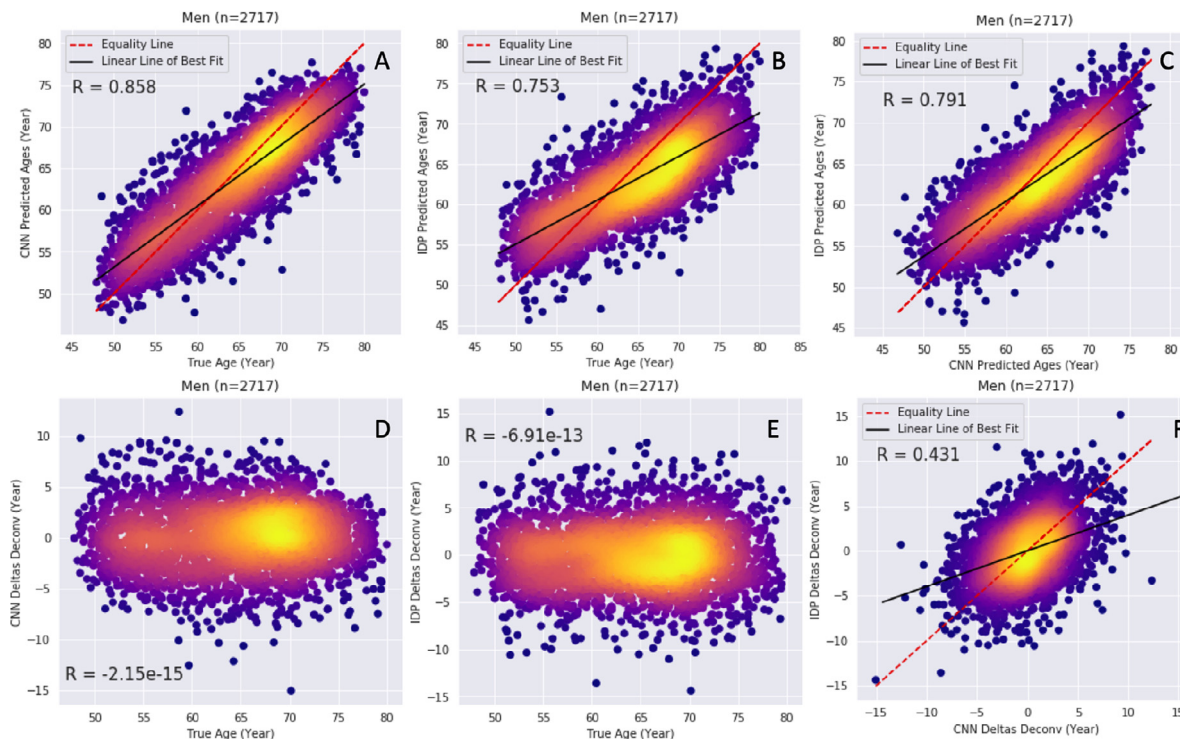 Men (n=2717)
Equality Line
Linear Line of Best Fit
A
R = 0.858
CNN Predicted Ages (Year)
80
75
70
65
60
55
50
45 50 55 60 65 70 75 80
True Age (Year)
Men (n=2717)
Equality Line
Linear Line of Best Fit
B
R = 0.753
IDP Predicted Ages (Year)
80
75
70
65
60
55
50
45
45 50 55 60 65 70 75 80 85
True Age (Year)
Men (n=2717)
Equality Line
Linear Line of Best Fit
C
R = 0.791
IDP Predicted Ages (Year)
80
75
70
65
60
55
50
45
45 50 55 60 65 70 75 80
CNN Predicted Ages (Year)
Men (n=2717)
D
CNN Deltas Deconv (Year)
10
5
0
−5
−10
−15
R = -2.15e-15
50 55 60 65 70 75 80
True Age (Year)
Men (n=2717)
E
R = -6.91e-13
IDP Deltas Deconv (Year)
15
10
5
0
−5
−10
−15
50 55 60 65 70 75 80
True Age (Year)
Men (n=2717)
Equality Line
Linear Line of Best Fit
F
R = 0.431
IDP Deltas Deconv (Year)
15
10
5
0
−5
−10
−15
−15 −10 −5 0 5 10 15
CNN Deltas Deconv (Year)